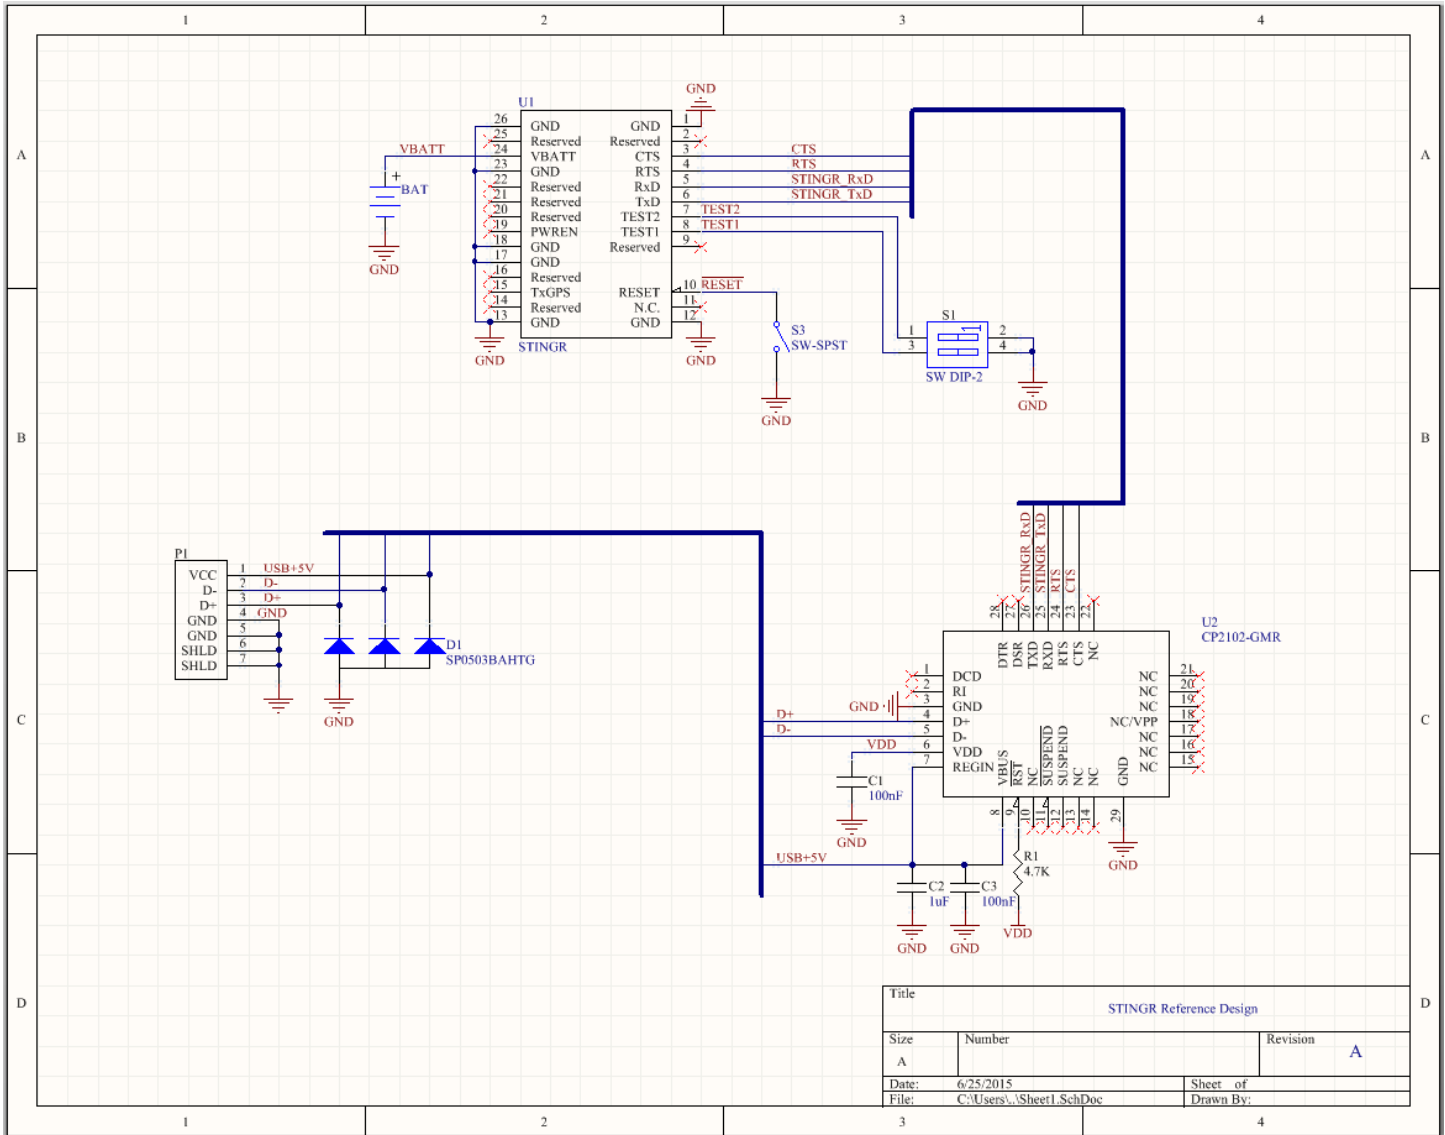 1 2 3 4
A A
B B
C C
D D
1 2 3 4
U1
GND
26 GND GND 1
25 Reserved Reserved 2
24 VBATT CTS 3
23 GND RTS 4
22 Reserved RxD 5
21 Reserved TxD 6
20 Reserved TEST2 7
19 PWREN TEST1 8
18 GND Reserved 9
17 GND
16 Reserved
15 TxGPS RESET 10
14 Reserved N.C. 11
13 GND GND 12
STINGR
GND
GND
VBATT
+
BAT
GND
CTS
RTS
STINGR_RxD
STINGR_TxD
TEST2
TEST1
RESET
S3
SW-SPST
GND
S1
1 1 2
3 4
SW DIP-2
GND
P1
VCC 1 USB+5V
D- 2 D-
D+ 3 D+
GND 4 GND
GND 5
SHLD 6
SHLD 7
D1
SP0503BAHTG
GND
STINGR_RxD
STINGR_TxD
RTS
CTS
U2
CP2102-GMR
28 DTR
27 DSR
26 TXD
25 RXD
24 RTS
23 CTS
22 NC
1 DCD
2 RI
GND 3 GND
D+ 4 D+
D- 5 D-
VDD 6 VDD
7 REGIN
NC 21
NC 20
NC 19
NC/VPP 18
NC 17
NC 16
NC 15
VBUS 8
RST 9
NC 10
SUSPEND 11
SUSPEND 12
NC 13
NC 14
GND 29
GND
C1
100nF
GND
USB+5V
C2
1uF
GND
C3
100nF
GND
R1
4.7K
VDD
Title
STINGR Reference Design
Size Number Revision
A A
Date: 6/25/2015 Sheet of
File: C:\Users\..\Sheet1.SchDoc Drawn By: